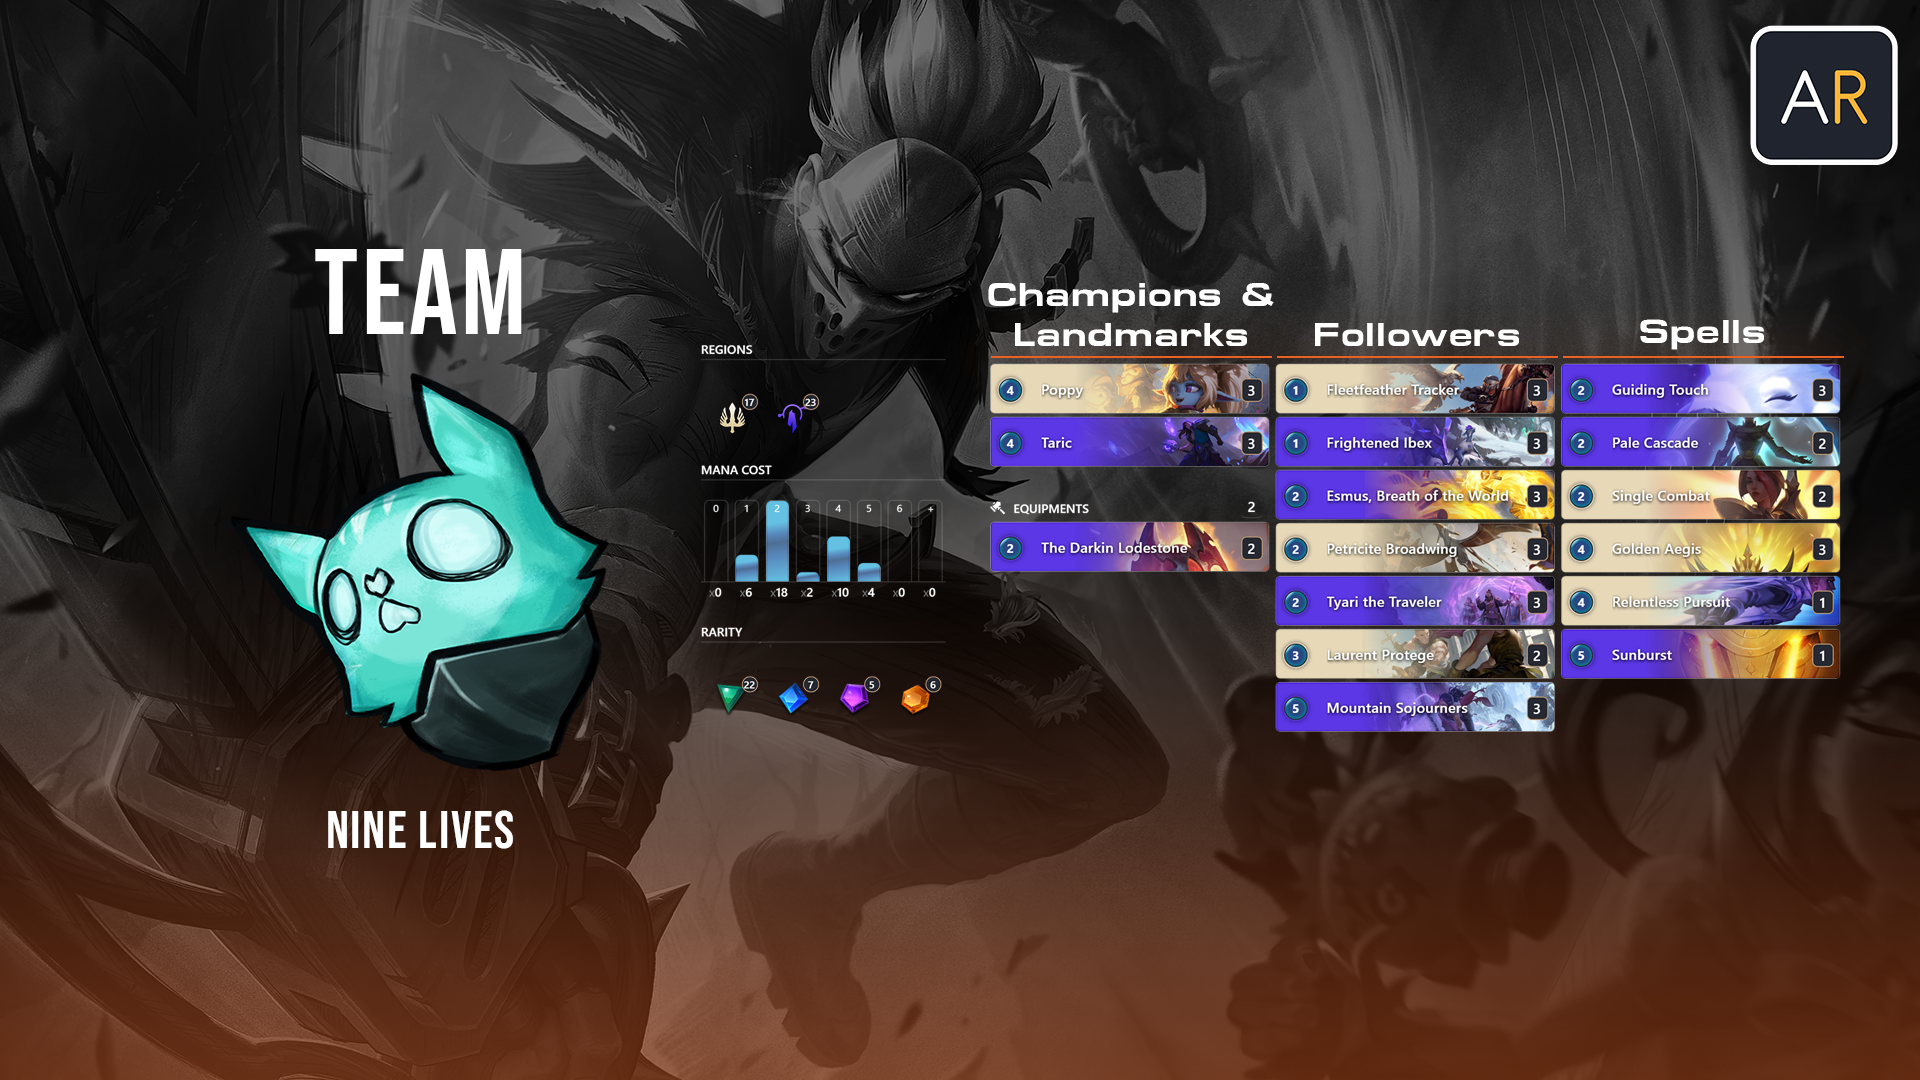 AR
TEAM
NINE LIVES
REGIONS
17
23
MANA COST
0 1 2 3 4 5 6 +
x0 x6 x18 x2 x10 x4 x0 x0
RARITY
22 7 5 6
Champions &
Landmarks
4 Poppy 3
4 Taric 3
EQUIPMENTS 2
2 The Darkin Lodestone 2
Followers
1 Fleetfeather Tracker 3
1 Frightened Ibex 3
2 Esmus, Breath of the World 3
2 Petricite Broadwing 3
2 Tyari the Traveler 3
3 Laurent Protege 2
5 Mountain Sojourners 3
Spells
2 Guiding Touch 3
2 Pale Cascade 2
2 Single Combat 2
4 Golden Aegis 3
4 Relentless Pursuit 1
5 Sunburst 1